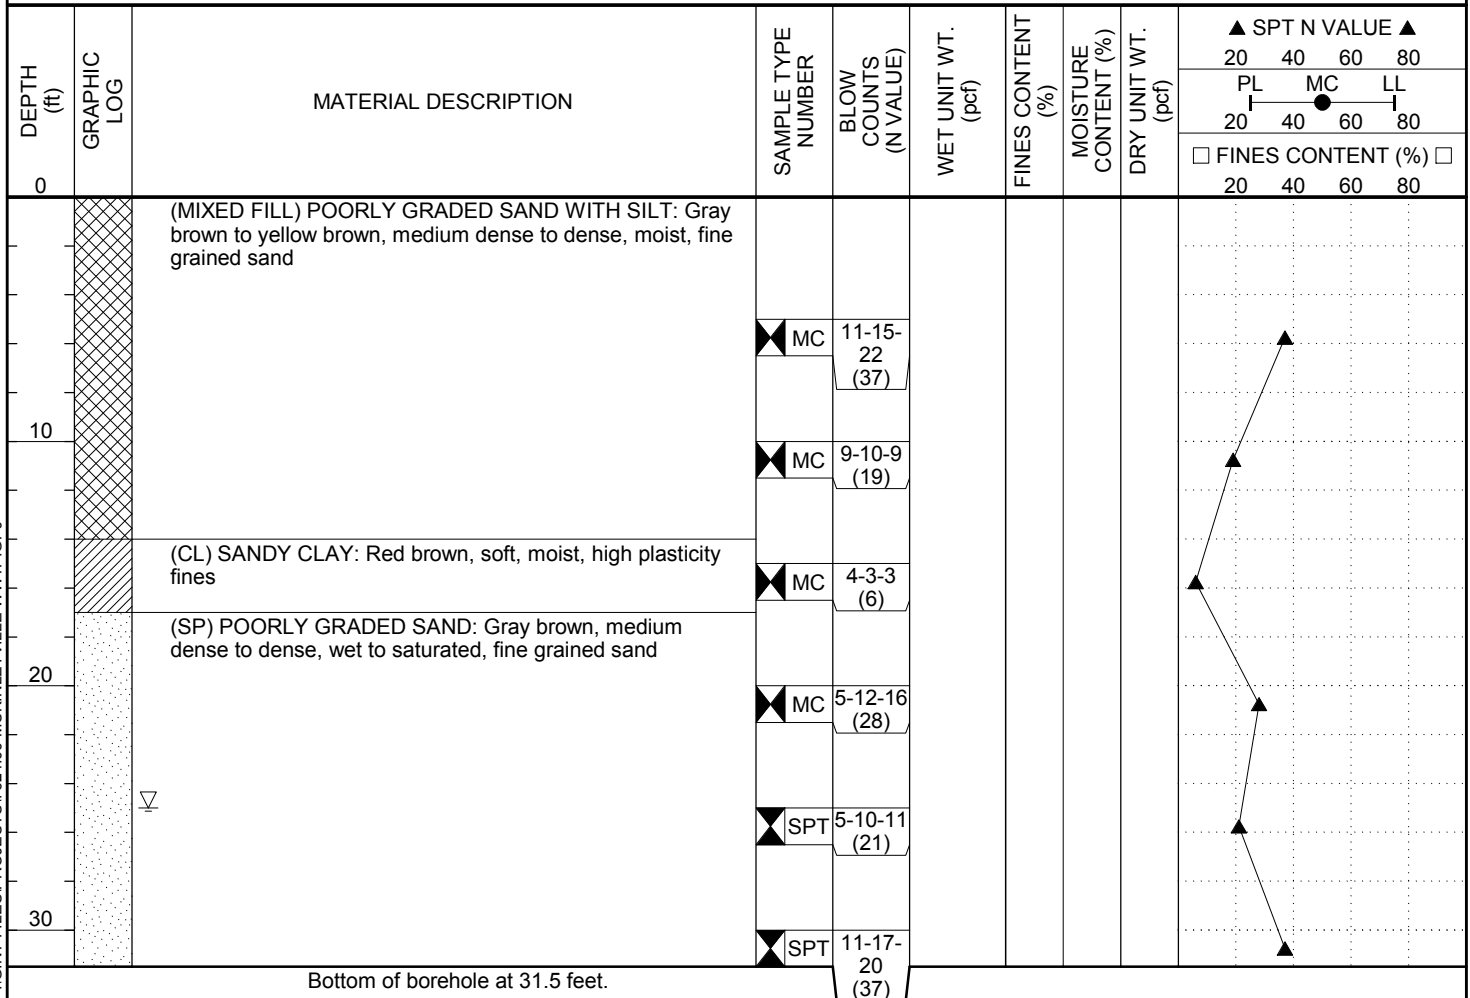 DEPTH
(ft)
GRAPHIC
LOG
MATERIAL DESCRIPTION
SAMPLE TYPE
NUMBER
BLOW
COUNTS
(N VALUE)
WET UNIT WT.
(pcf)
FINES CONTENT
(%)
MOISTURE
CONTENT (%)
DRY UNIT WT.
(pcf)
▲ SPT N VALUE ▲
20 40 60 80
PL MC LL
20 40 60 80
□ FINES CONTENT (%) □
20 40 60 80
0
(MIXED FILL) POORLY GRADED SAND WITH SILT: Gray
brown to yellow brown, medium dense to dense, moist, fine
grained sand
MC
11-15-
22
(37)
10
MC
9-10-9
(19)
(CL) SANDY CLAY: Red brown, soft, moist, high plasticity
fines
MC
4-3-3
(6)
(SP) POORLY GRADED SAND: Gray brown, medium
dense to dense, wet to saturated, fine grained sand
20
MC
5-12-16
(28)
SPT
5-10-11
(21)
30
SPT
11-17-
20
(37)
Bottom of borehole at 31.5 feet.